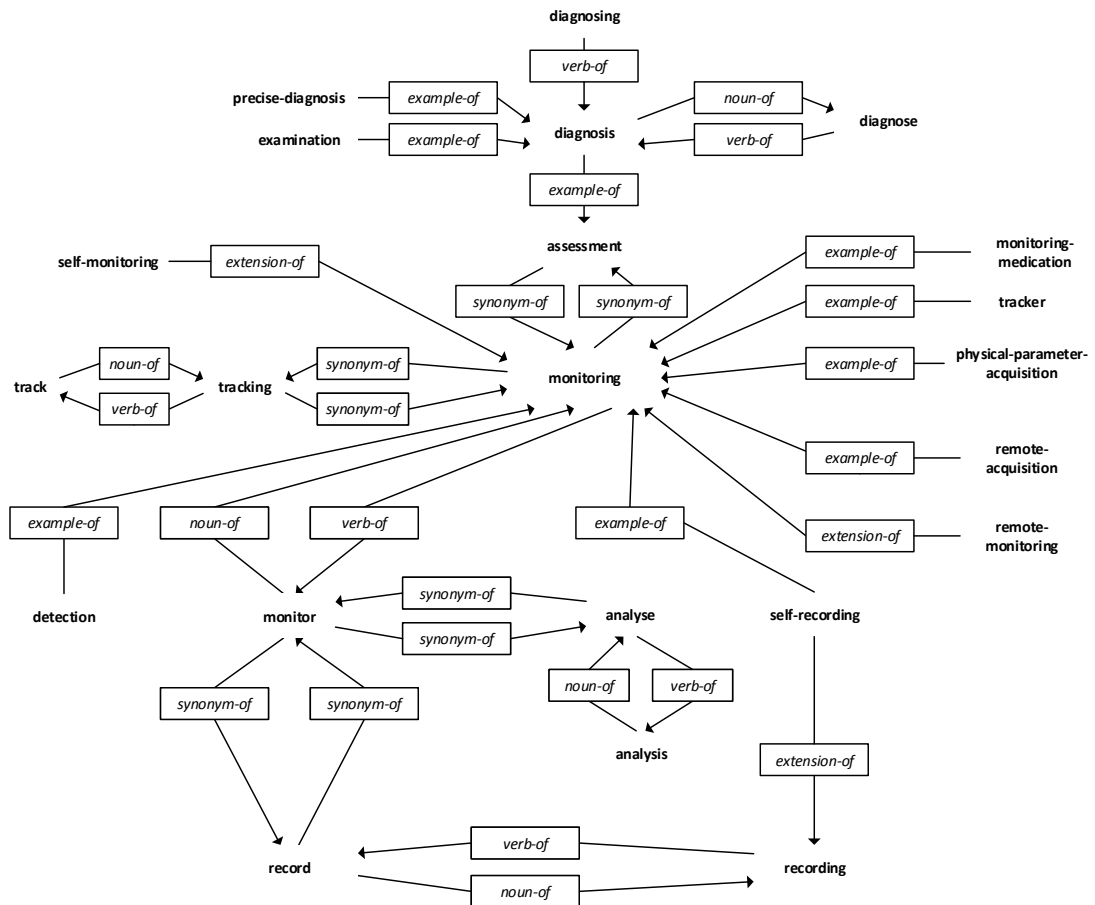 diagnosing
verb-of
precise-diagnosis
example-of
noun-of
diagnose
examination
example-of
diagnosis
verb-of
example-of
assessment
self-monitoring
extension-of
example-of
monitoring-
medication
synonym-of
synonym-of
example-of
tracker
track
noun-of
verb-of
tracking
synonym-of
synonym-of
monitoring
example-of
physical-parameter-
acquisition
example-of
remote-
acquisition
example-of
noun-of
verb-of
example-of
extension-of
remote-
monitoring
detection
monitor
synonym-of
synonym-of
analyse
self-recording
synonym-of
synonym-of
noun-of
verb-of
analysis
extension-of
record
verb-of
noun-of
recording